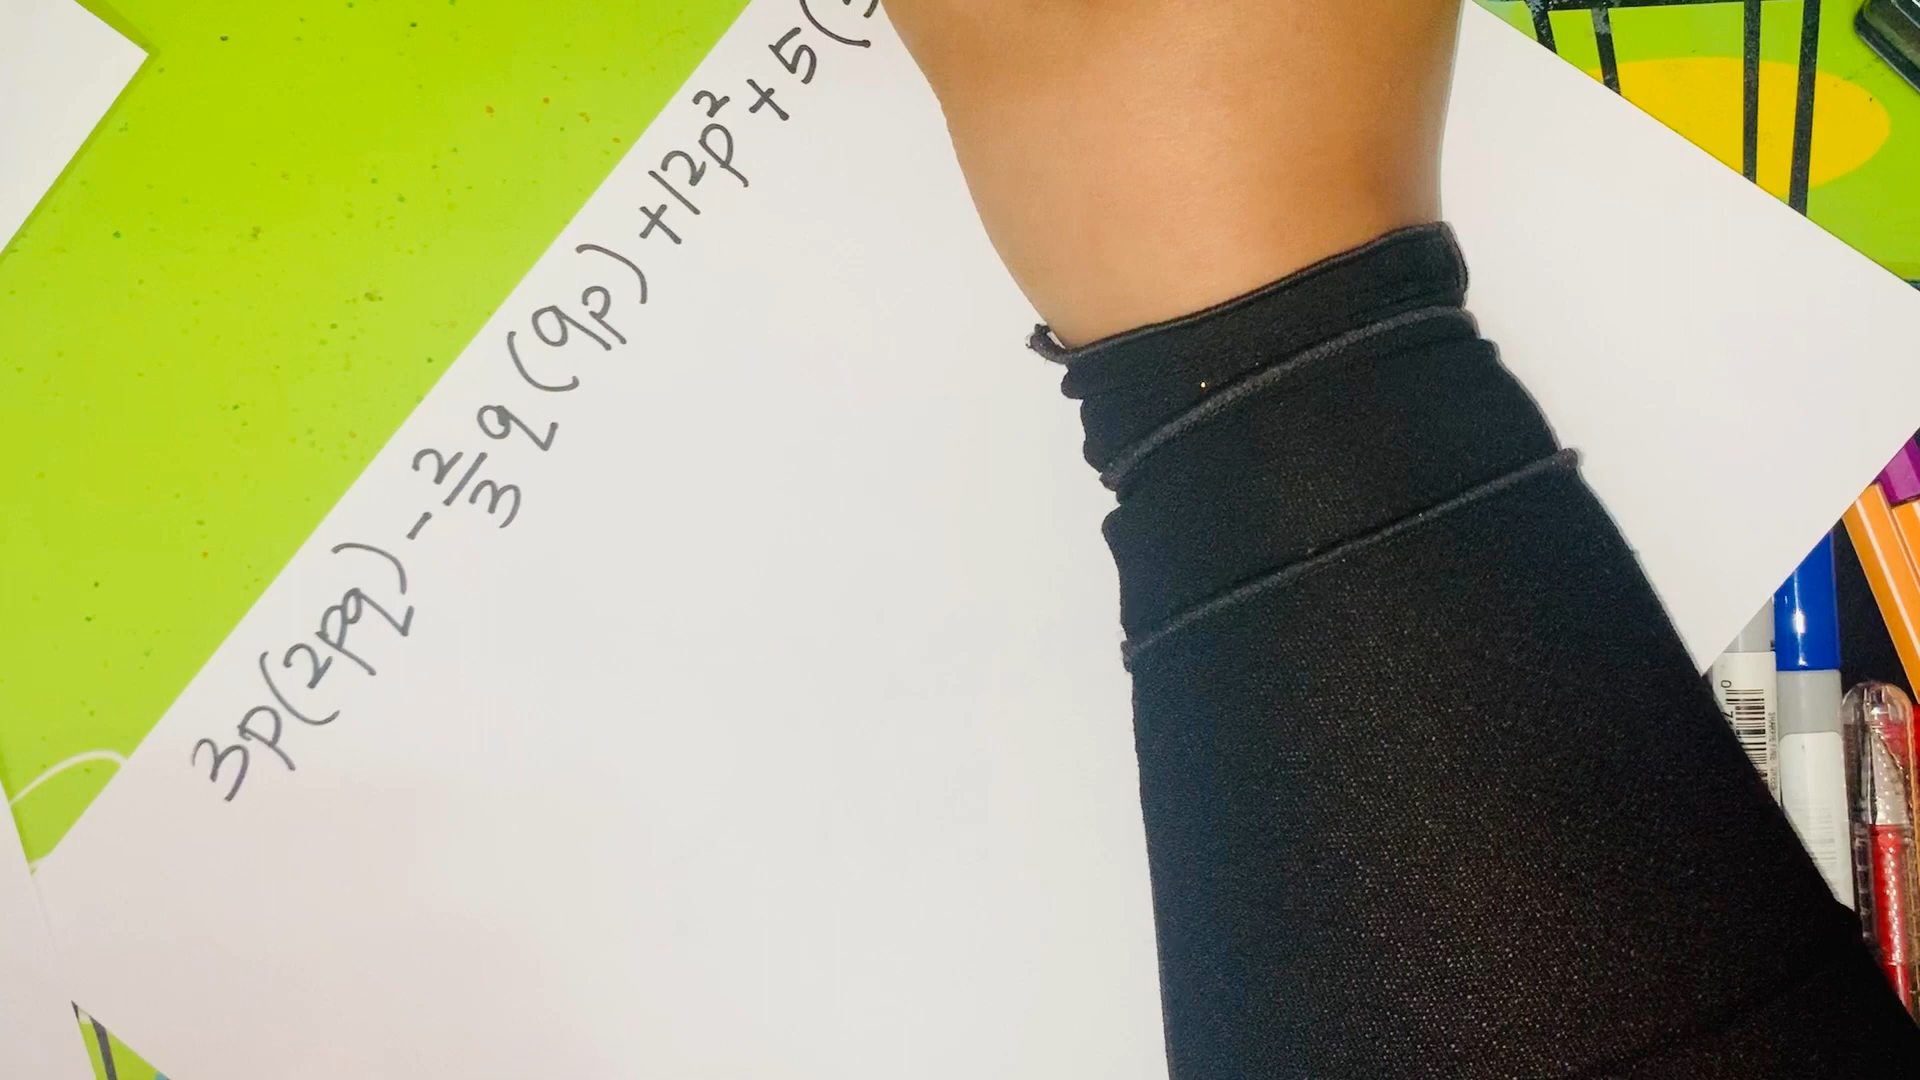 3p(2pq) - 2/3 q (9p) + 12p² + 5(